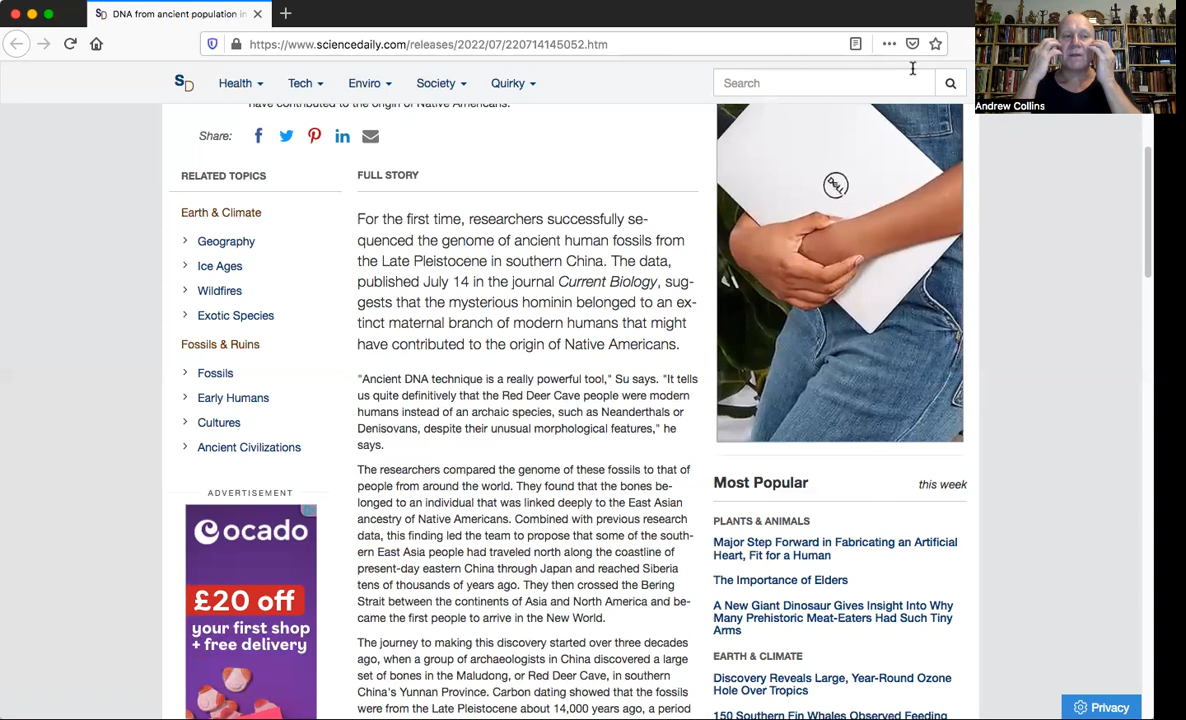 DNA from ancient population in
https://www.sciencedaily.com/releases/2022/07/220714145052.htm
Andrew Collins
SD
Health
Tech
Enviro
Society
Quirky
Search
have contributed to the origin of Native Americans.
Share:
RELATED TOPICS
Earth & Climate
Geography
Ice Ages
Wildfires
Exotic Species
Fossils & Ruins
Fossils
Early Humans
Cultures
Ancient Civilizations
ADVERTISEMENT
ocado
£20 off
your first shop
+ free delivery
FULL STORY
For the first time, researchers successfully se-
quenced the genome of ancient human fossils from
the Late Pleistocene in southern China. The data,
published July 14 in the journal Current Biology, sug-
gests that the mysterious hominin belonged to an ex-
tinct maternal branch of modern humans that might
have contributed to the origin of Native Americans.
"Ancient DNA technique is a really powerful tool," Su says. "It tells
us quite definitively that the Red Deer Cave people were modern
humans instead of an archaic species, such as Neanderthals or
Denisovans, despite their unusual morphological features," he
says.
The researchers compared the genome of these fossils to that of
people from around the world. They found that the bones be-
longed to an individual that was linked deeply to the East Asian
ancestry of Native Americans. Combined with previous research
data, this finding led the team to propose that some of the south-
ern East Asia people had traveled north along the coastline of
present-day eastern China through Japan and reached Siberia
tens of thousands of years ago. They then crossed the Bering
Strait between the continents of Asia and North America and be-
came the first people to arrive in the New World.
The journey to making this discovery started over three decades
ago, when a group of archaeologists in China discovered a large
set of bones in the Maludong, or Red Deer Cave, in southern
China's Yunnan Province. Carbon dating showed that the fossils
were from the Late Pleistocene about 14,000 years ago, a period
DELL
Most Popular
this week
PLANTS & ANIMALS
Major Step Forward in Fabricating an Artificial
Heart, Fit for a Human
The Importance of Elders
A New Giant Dinosaur Gives Insight Into Why
Many Prehistoric Meat-Eaters Had Such Tiny
Arms
EARTH & CLIMATE
Discovery Reveals Large, Year-Round Ozone
Hole Over Tropics
150 Southern Fin Whales Observed Feeding
Privacy